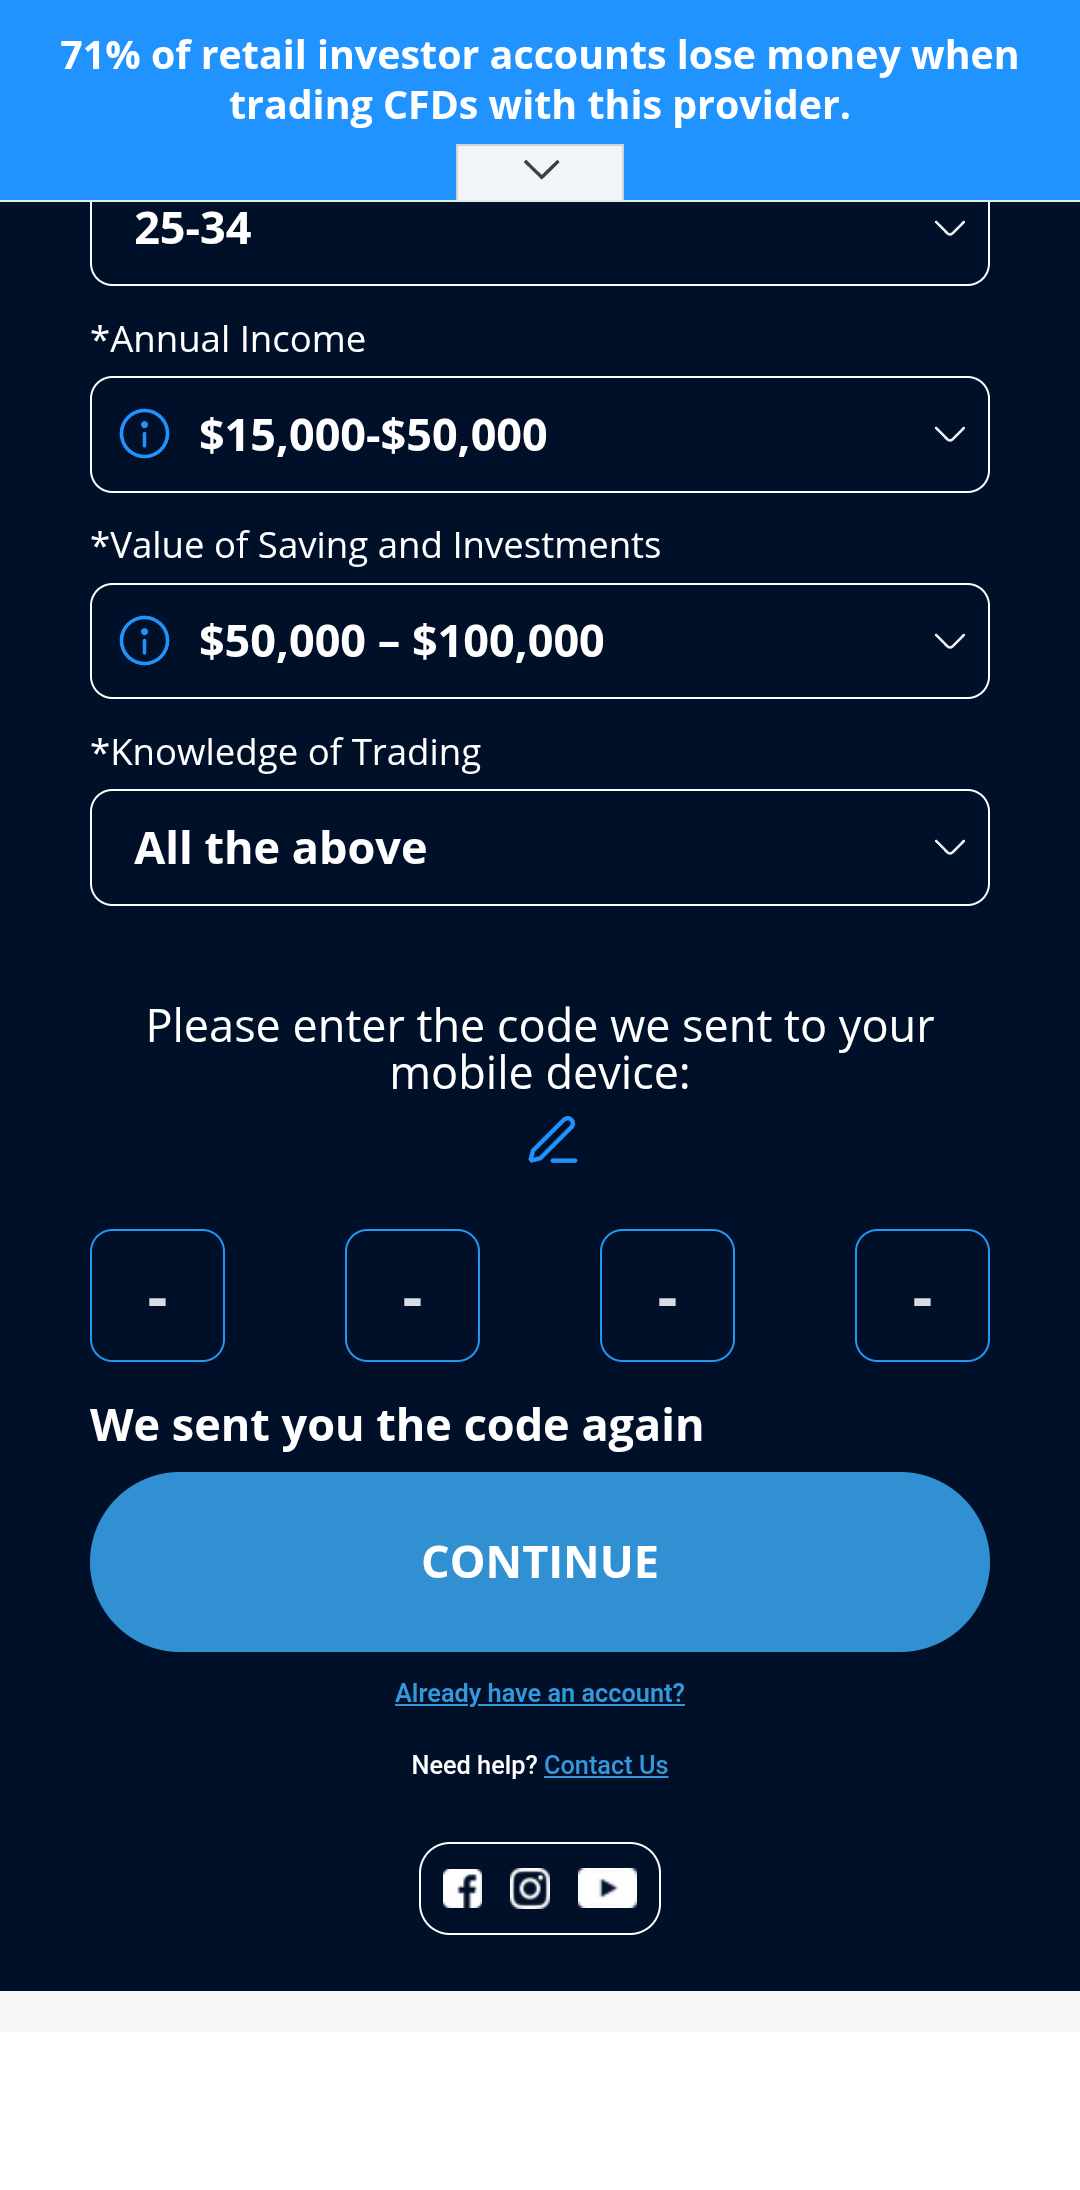 71% of retail investor accounts lose money when
trading CFDs with this provider.
25-34
*Annual Income
$15,000-$50,000
*Value of Saving and Investments
$50,000 – $100,000
*Knowledge of Trading
All the above
Please enter the code we sent to your
mobile device:
- - - -
We sent you the code again
CONTINUE
Already have an account?
Need help? Contact Us